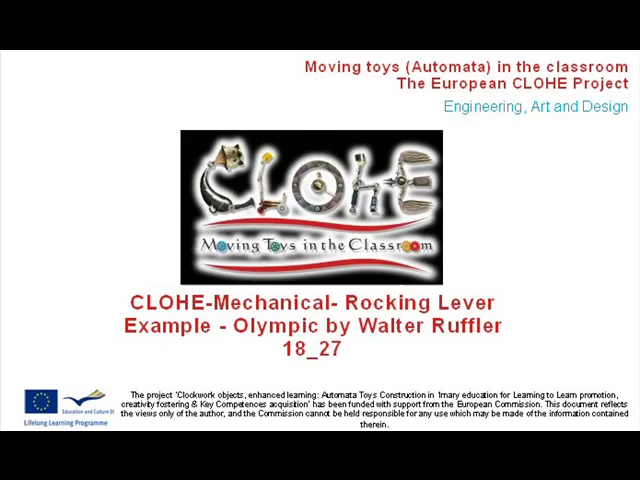 Moving toys (Automata) in the classroom
The European CLOHE Project
Engineering, Art and Design
CLOHE
Moving Toys in the Classroom
CLOHE-Mechanical- Rocking Lever
Example - Olympic by Walter Ruffler
18_27
Education and Culture D
Lifelong Learning Programme
The project 'Clockwork objects, enhanced learning: Automata Toys Construction in 1mary education for Learning to Learn promotion,
creativity fostering & Key Competences acquisition' has been funded with support from the European Commission. This document reflects
the views only of the author, and the Commission cannot be held responsible for any use which may be made of the information contained
therein.